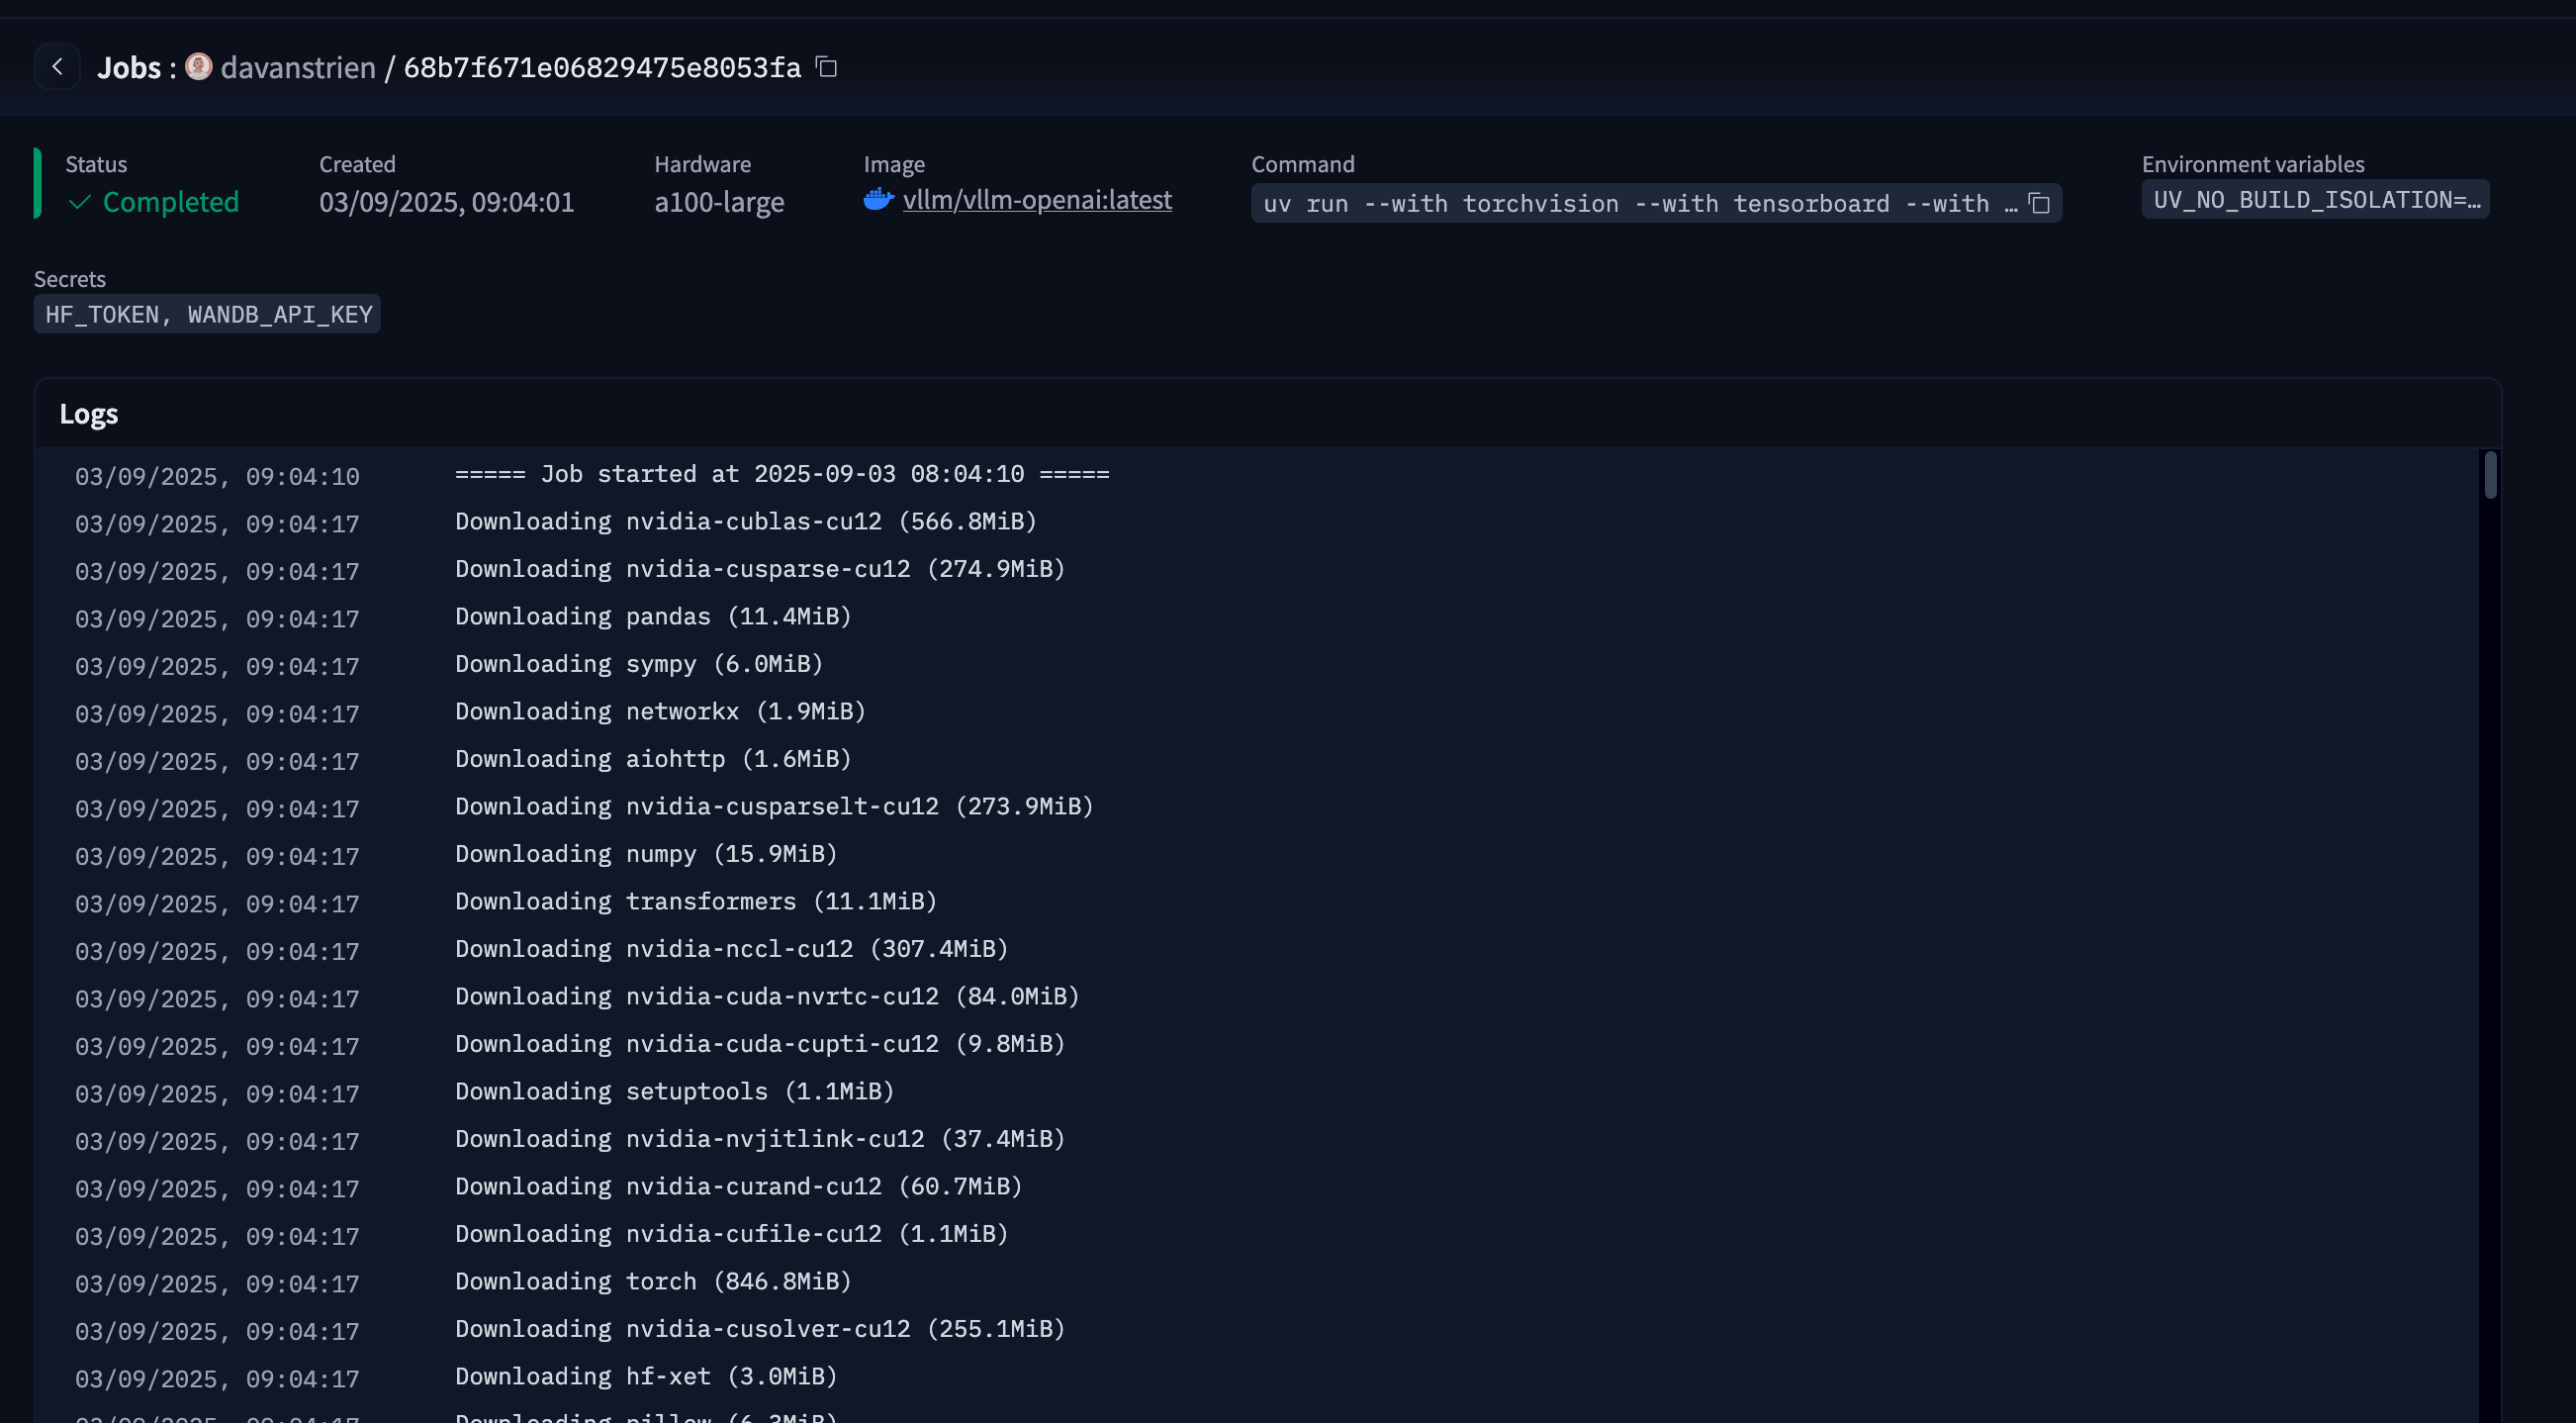 Jobs : davanstrien / 68b7f671e06829475e8053fa
Status
Completed
Created
03/09/2025, 09:04:01
Hardware
a100-large
Image
vllm/vllm-openai:latest
Command
uv run --with torchvision --with tensorboard --with …
Environment variables
UV_NO_BUILD_ISOLATION=…
Secrets
HF_TOKEN, WANDB_API_KEY
Logs
03/09/2025, 09:04:10 ===== Job started at 2025-09-03 08:04:10 =====
03/09/2025, 09:04:17 Downloading nvidia-cublas-cu12 (566.8MiB)
03/09/2025, 09:04:17 Downloading nvidia-cusparse-cu12 (274.9MiB)
03/09/2025, 09:04:17 Downloading pandas (11.4MiB)
03/09/2025, 09:04:17 Downloading sympy (6.0MiB)
03/09/2025, 09:04:17 Downloading networkx (1.9MiB)
03/09/2025, 09:04:17 Downloading aiohttp (1.6MiB)
03/09/2025, 09:04:17 Downloading nvidia-cusparselt-cu12 (273.9MiB)
03/09/2025, 09:04:17 Downloading numpy (15.9MiB)
03/09/2025, 09:04:17 Downloading transformers (11.1MiB)
03/09/2025, 09:04:17 Downloading nvidia-nccl-cu12 (307.4MiB)
03/09/2025, 09:04:17 Downloading nvidia-cuda-nvrtc-cu12 (84.0MiB)
03/09/2025, 09:04:17 Downloading nvidia-cuda-cupti-cu12 (9.8MiB)
03/09/2025, 09:04:17 Downloading setuptools (1.1MiB)
03/09/2025, 09:04:17 Downloading nvidia-nvjitlink-cu12 (37.4MiB)
03/09/2025, 09:04:17 Downloading nvidia-curand-cu12 (60.7MiB)
03/09/2025, 09:04:17 Downloading nvidia-cufile-cu12 (1.1MiB)
03/09/2025, 09:04:17 Downloading torch (846.8MiB)
03/09/2025, 09:04:17 Downloading nvidia-cusolver-cu12 (255.1MiB)
03/09/2025, 09:04:17 Downloading hf-xet (3.0MiB)
03/09/2025, 09:04:17 Downloading pillow (6.3MiB)